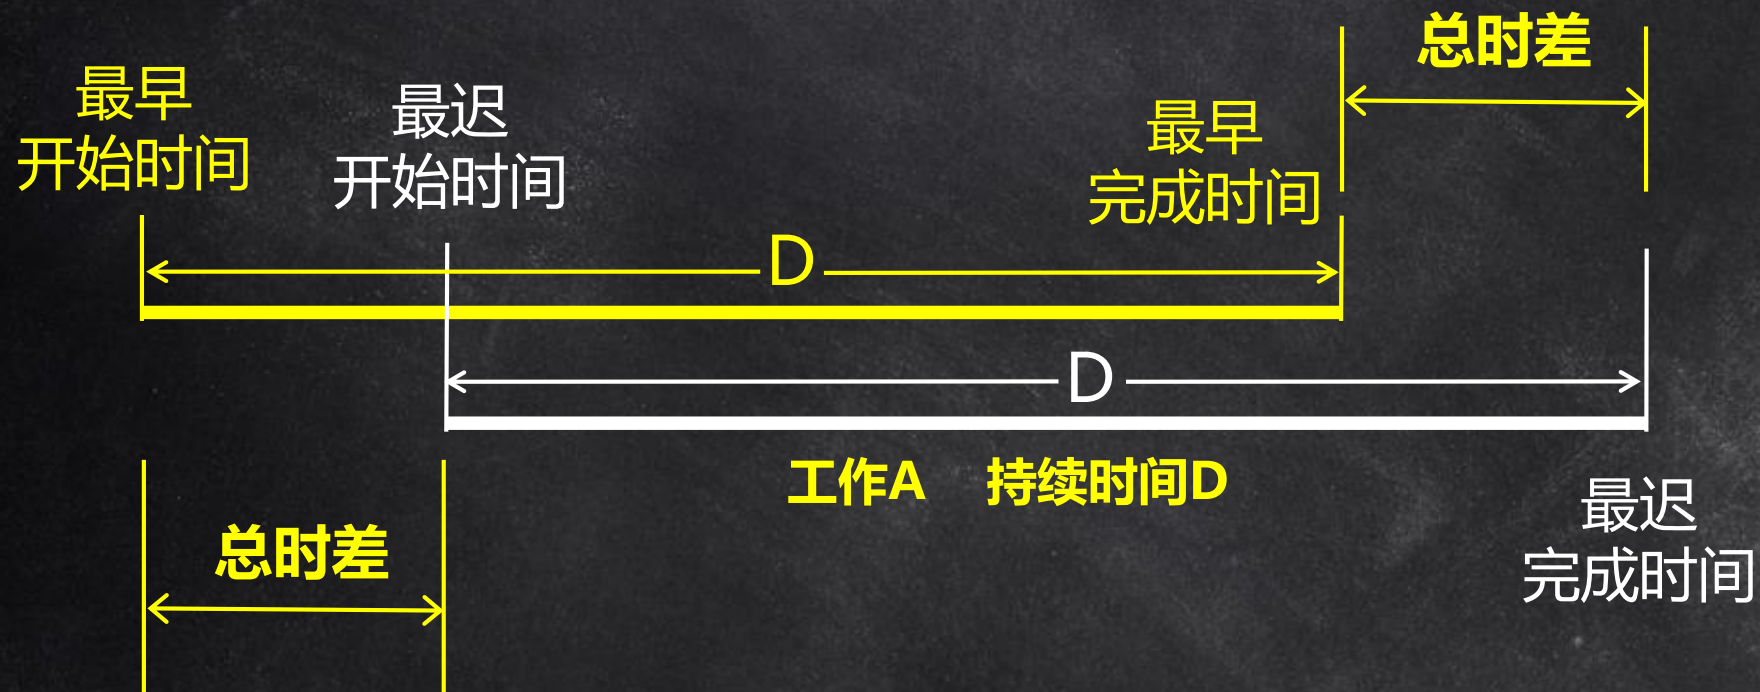 总时差
最早
开始时间
最迟
开始时间
最早
完成时间
D
D
工作A 持续时间D
最迟
完成时间
总时差